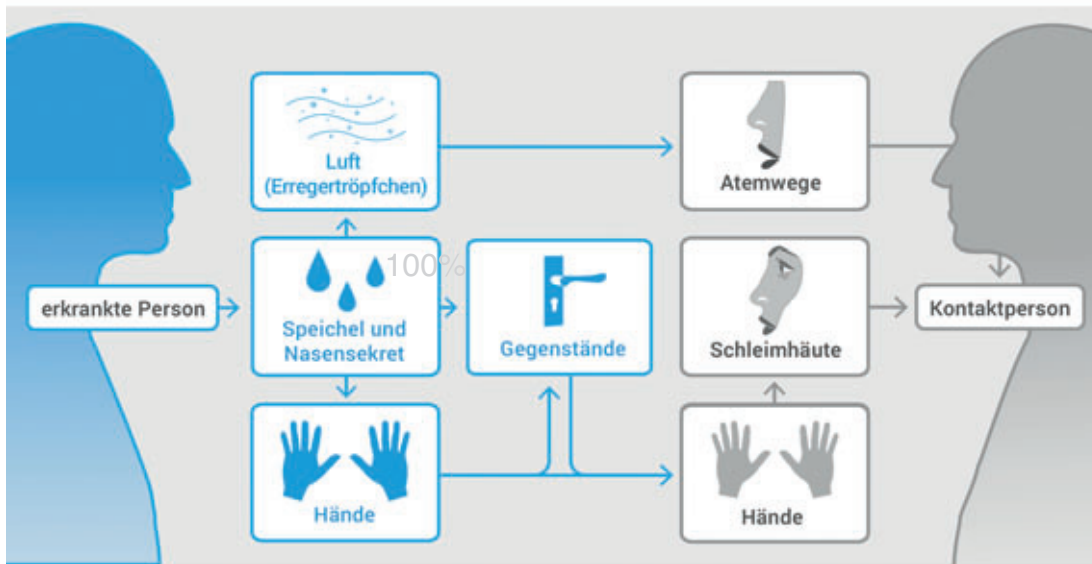 Luft
(Erregertröpfchen)
Atemwege
100%
erkrankte Person
Speichel und
Nasensekret
Gegenstände
Schleimhäute
Kontaktperson
Hände
Hände